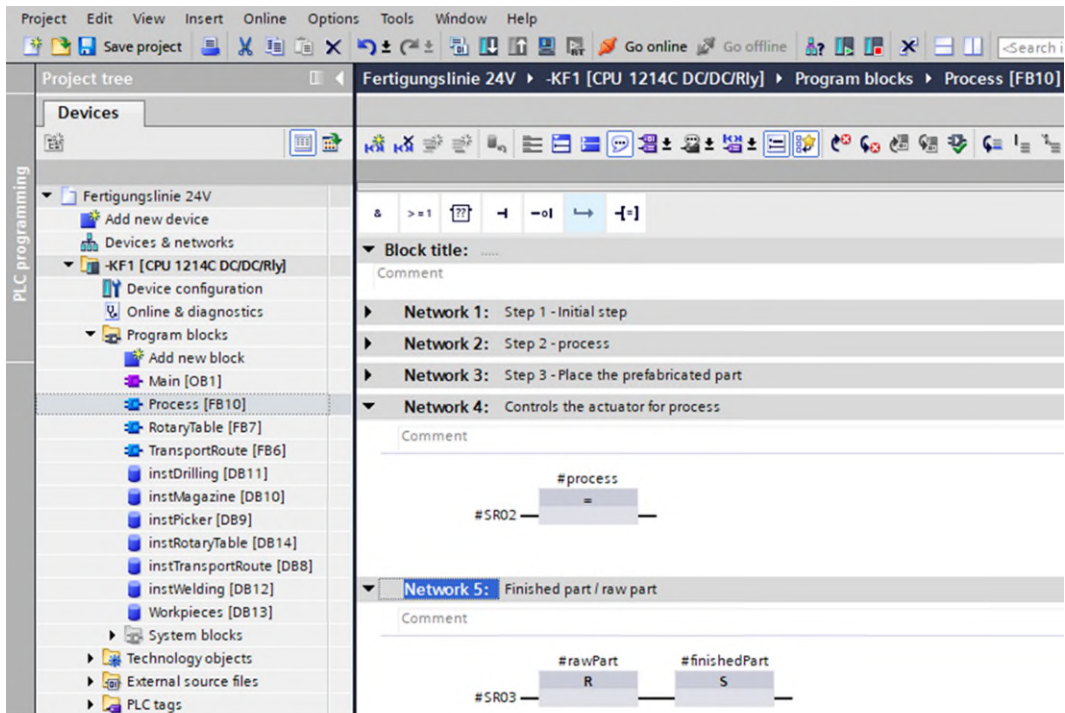 Project Edit View Insert Online Options Tools Window Help
Save project Go online Go offline <Search i
Project tree
Fertigungslinie 24V ▸ -KF1 [CPU 1214C DC/DC/Rly] ▸ Program blocks ▸ Process [FB10]
Devices
PLC programming
Fertigungslinie 24V
Add new device
Devices & networks
-KF1 [CPU 1214C DC/DC/Rly]
Device configuration
Online & diagnostics
Program blocks
Add new block
Main [OB1]
Process [FB10]
RotaryTable [FB7]
TransportRoute [FB6]
instDrilling [DB11]
instMagazine [DB10]
instPicker [DB9]
instRotaryTable [DB14]
instTransportRoute [DB8]
instWelding [DB12]
Workpieces [DB13]
System blocks
Technology objects
External source files
PLC tags
& >=1 ?? -| -o| -[=]
Block title: .....
Comment
Network 1: Step 1 - Initial step
Network 2: Step 2 - process
Network 3: Step 3 - Place the prefabricated part
Network 4: Controls the actuator for process
Comment
#process
=
#SR02
Network 5: Finished part / raw part
Comment
#rawPart #finishedPart
R S
#SR03